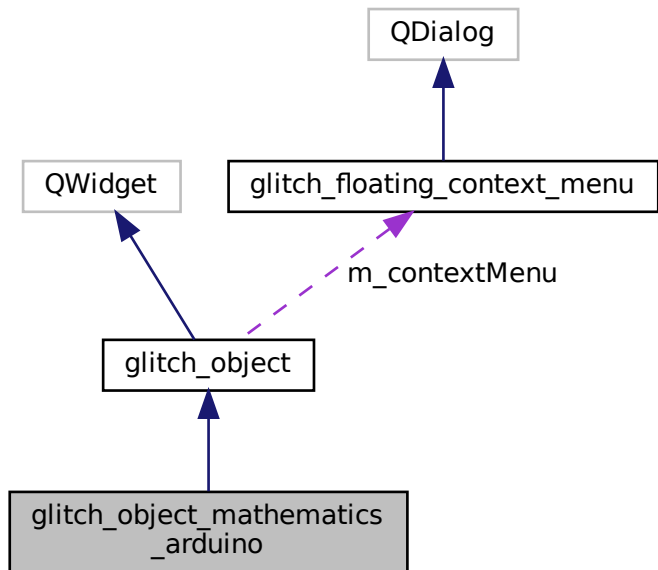 QDialog
QWidget
glitch_floating_context_menu
m_contextMenu
glitch_object
glitch_object_mathematics
_arduino